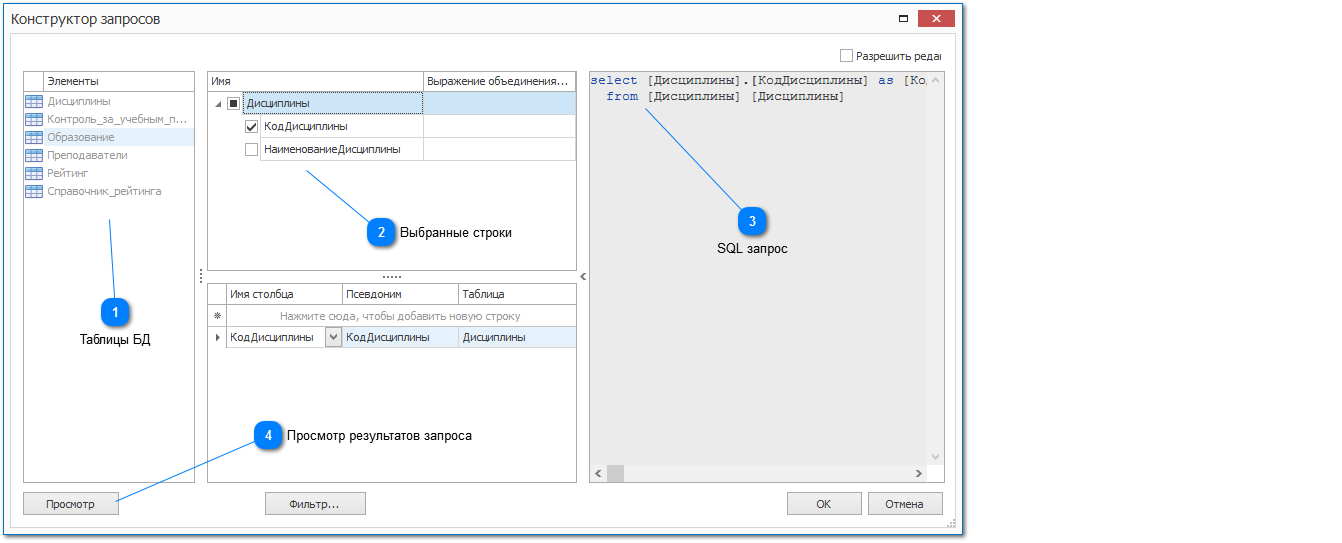 Конструктор запросов
Разрешить редак
Элементы
Дисциплины
Контроль_за_учебным_п...
Образование
Преподаватели
Рейтинг
Справочник_рейтинга
1
Таблицы БД
Имя Выражение объединения...
Дисциплины
КодДисциплины
НаименованиеДисциплины
2 Выбранные строки
Имя столбца Псевдоним Таблица
Нажмите сюда, чтобы добавить новую строку
КодДисциплины КодДисциплины Дисциплины
4 Просмотр результатов запроса
select [Дисциплины].[КодДисциплины] as [Код
from [Дисциплины] [Дисциплины]
3
SQL запрос
Просмотр Фильтр... OK Отмена